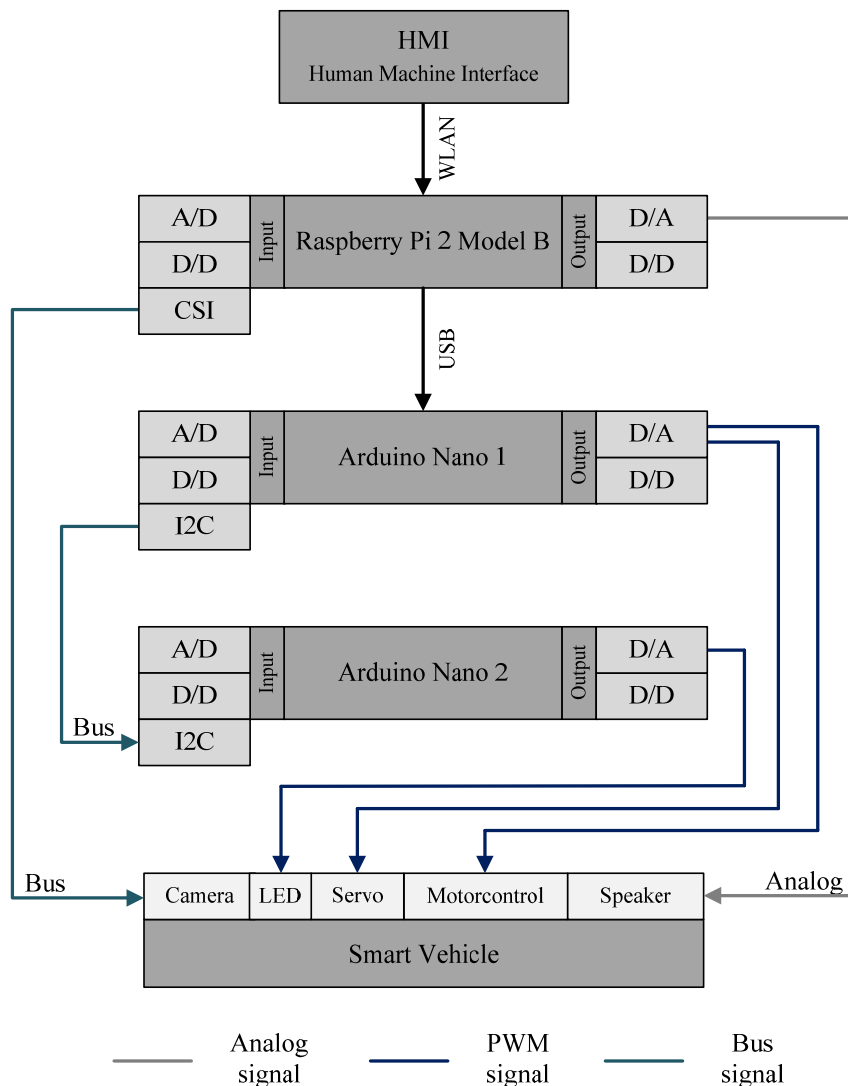 HMI
Human Machine Interface
WLAN
A/D
D/D
CSI
Input
Raspberry Pi 2 Model B
Output
D/A
D/D
USB
A/D
D/D
I2C
Input
Arduino Nano 1
Output
D/A
D/D
A/D
D/D
I2C
Input
Arduino Nano 2
Output
D/A
D/D
Bus
Bus
Analog
Camera
LED
Servo
Motorcontrol
Speaker
Smart Vehicle
Analog
signal
PWM
signal
Bus
signal